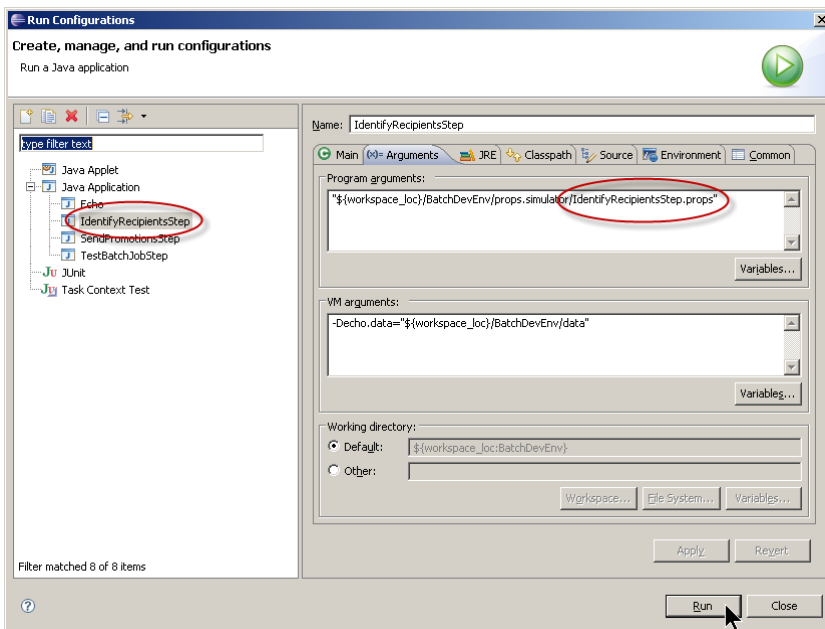 Run Configurations
Create, manage, and run configurations
Run a Java application
type filter text
Java Applet
Java Application
Echo
IdentifyRecipientsStep
SendPromotionsStep
TestBatchJobStep
Ju JUnit
Task Context Test
Filter matched 8 of 8 items
Name: IdentifyRecipientsStep
Main (x)= Arguments JRE Classpath Source Environment Common
Program arguments:
"${workspace_loc}/BatchDevEnv/props.simulator/IdentifyRecipientsStep.props"
Variables...
VM arguments:
-Decho.data="${workspace_loc}/BatchDevEnv/data"
Variables...
Working directory:
Default: ${workspace_loc:BatchDevEnv}
Other:
Workspace... File System... Variables...
Apply Revert
Run Close